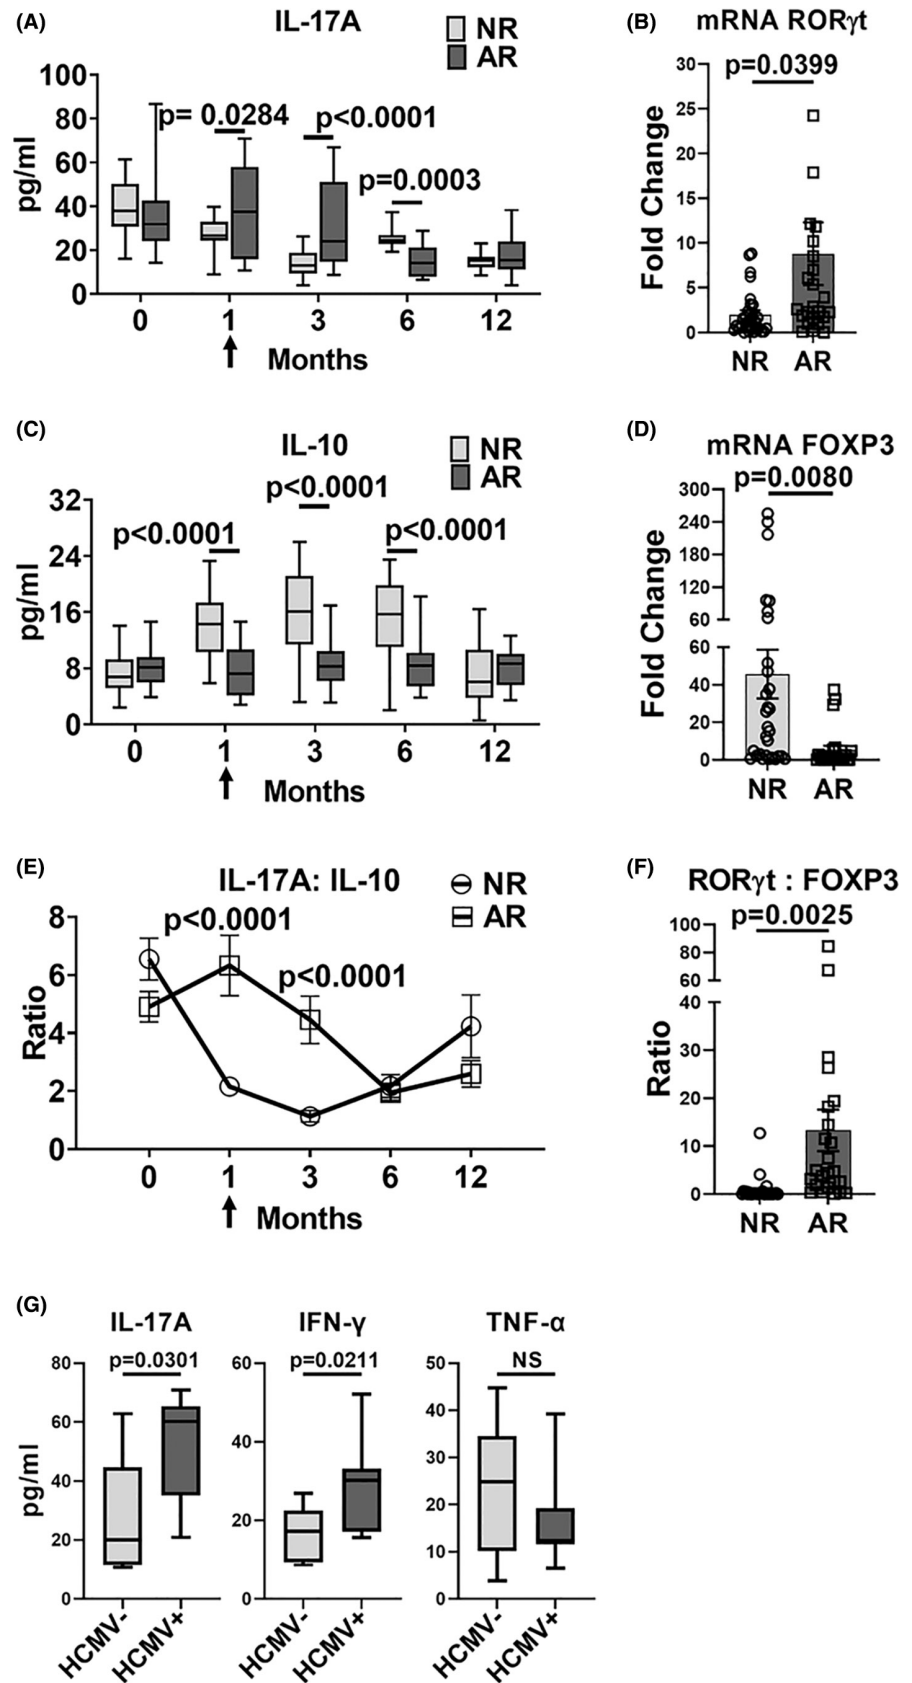 (A)
IL-17A
NR
AR
pg/ml
100
80
60
40
20
0
p= 0.0284
p<0.0001
p=0.0003
0 1 3 6 12
Months
(B)
mRNA RORγt
p=0.0399
Fold Change
30
25
20
15
10
5
0
NR AR
(C)
IL-10
NR
AR
pg/ml
32
24
16
8
0
p<0.0001
p<0.0001
p<0.0001
0 1 3 6 12
Months
(D)
mRNA FOXP3
p=0.0080
Fold Change
300
240
180
120
60
60
40
20
0
NR AR
(E)
IL-17A: IL-10
NR
AR
Ratio
8
6
4
2
0
p<0.0001
p<0.0001
0 1 3 6 12
Months
(F)
RORγt : FOXP3
p=0.0025
Ratio
100
80
60
40
30
20
10
0
NR AR
(G)
IL-17A
p=0.0301
pg/ml
80
60
40
20
0
HCMV- HCMV+
IFN-γ
p=0.0211
60
40
20
0
HCMV- HCMV+
TNF-α
NS
50
40
30
20
10
0
HCMV- HCMV+